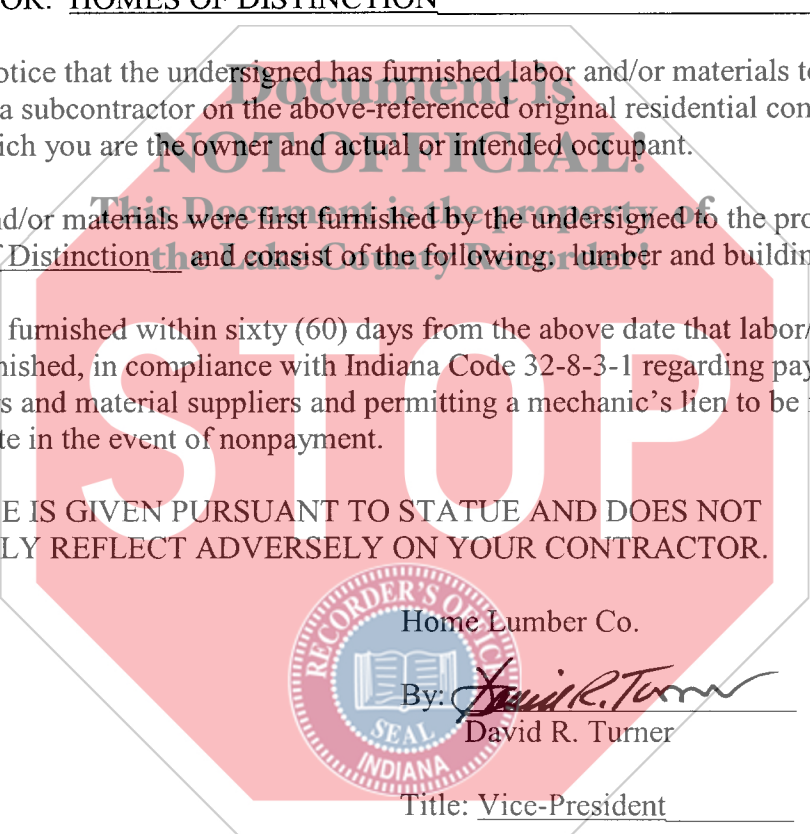 OR: HOMES OF DISTINCTION
otice that the undersigned has furnished labor and/or materials to
a subcontractor on the above-referenced original residential con
ich you are the owner and actual or intended occupant.
Document is
NOT OFFICIAL!
This Document is the property of
the Lake County Recorder!
d/or materials were first furnished by the undersigned to the pro
Distinction and consist of the following: lumber and buildin
furnished within sixty (60) days from the above date that labor/
nished, in compliance with Indiana Code 32-8-3-1 regarding pay
s and material suppliers and permitting a mechanic's lien to be
te in the event of nonpayment.
STOP
E IS GIVEN PURSUANT TO STATUE AND DOES NOT
LY REFLECT ADVERSELY ON YOUR CONTRACTOR.
Home Lumber Co.
By: David R. Turner
David R. Turner
Title: Vice-President
RECORDER'S OFFICE
SEAL
INDIANA